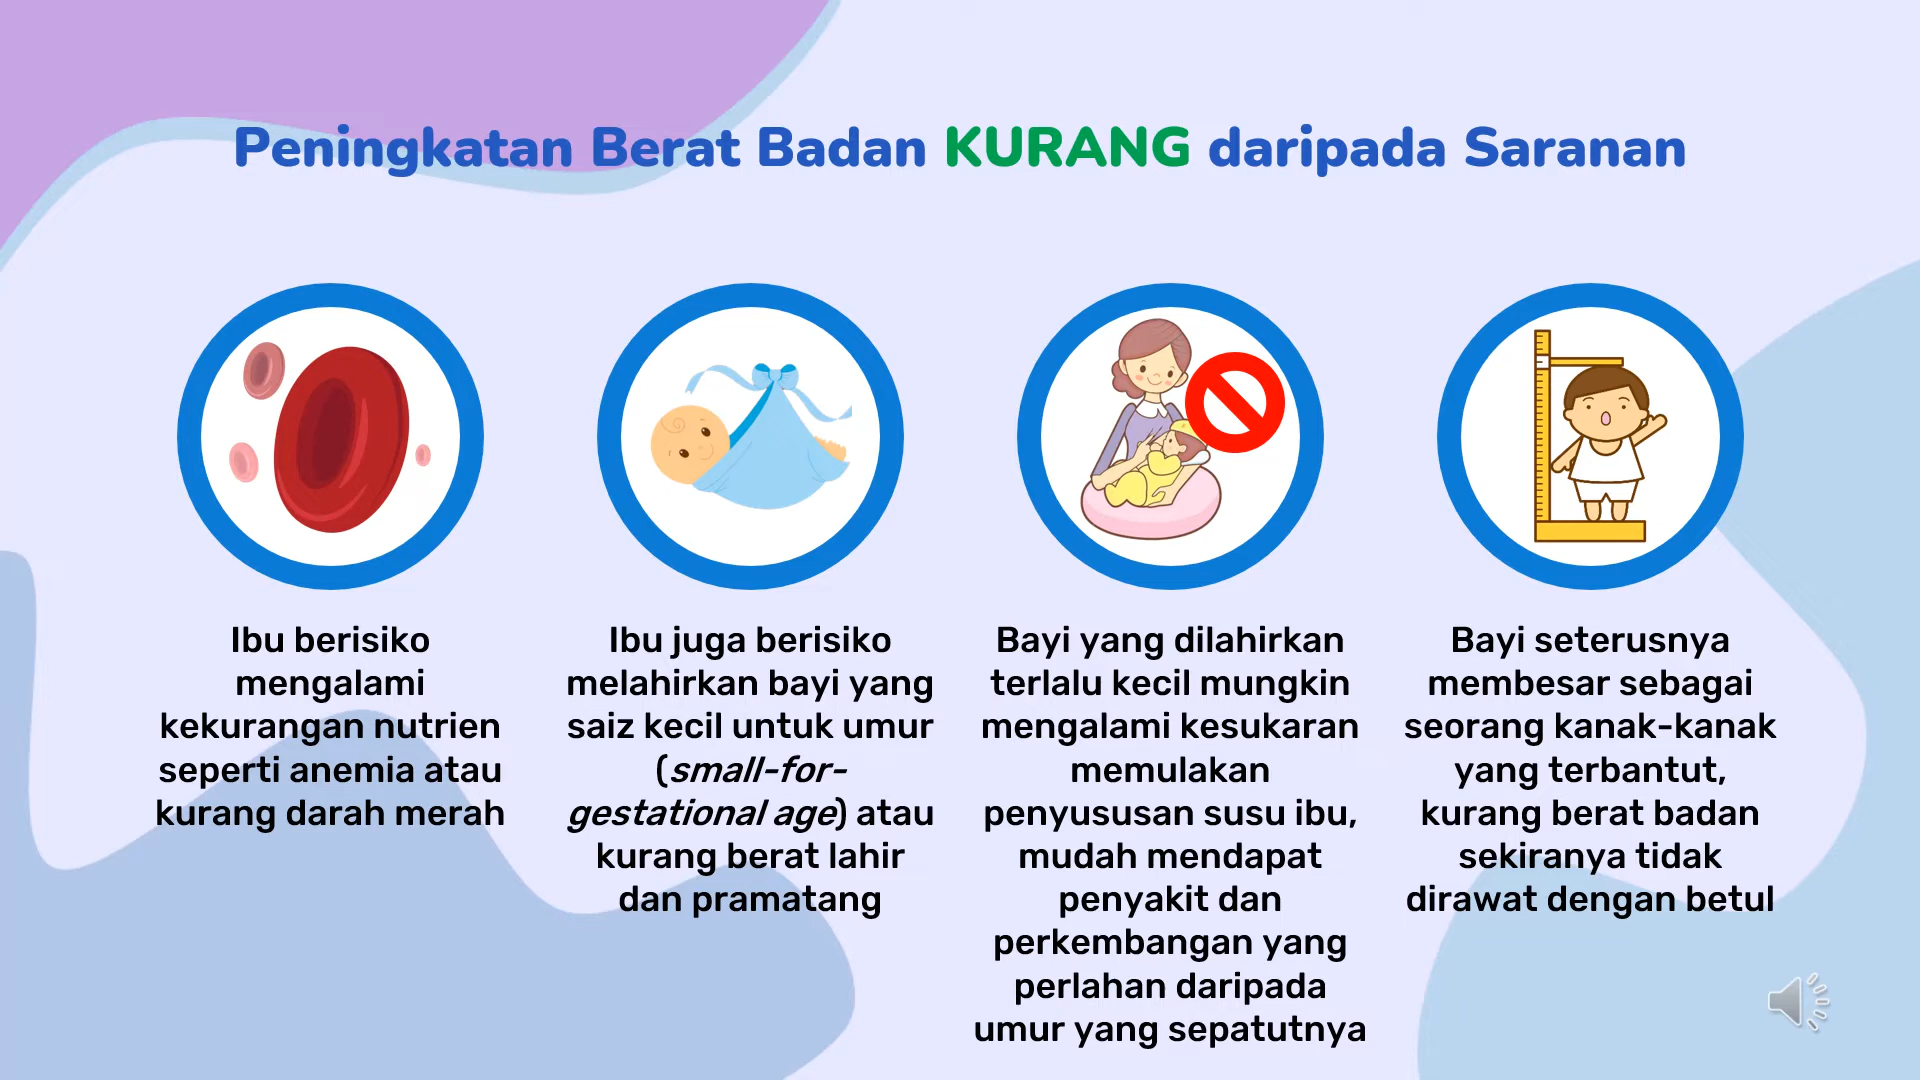 Peningkatan Berat Badan KURANG daripada Saranan
Ibu berisiko
mengalami
kekurangan nutrien
seperti anemia atau
kurang darah merah
Ibu juga berisiko
melahirkan bayi yang
saiz kecil untuk umur
(small-for-
gestational age) atau
kurang berat lahir
dan pramatang
Bayi yang dilahirkan
terlalu kecil mungkin
mengalami kesukaran
memulakan
penyususan susu ibu,
mudah mendapat
penyakit dan
perkembangan yang
perlahan daripada
umur yang sepatutnya
Bayi seterusnya
membesar sebagai
seorang kanak-kanak
yang terbantut,
kurang berat badan
sekiranya tidak
dirawat dengan betul